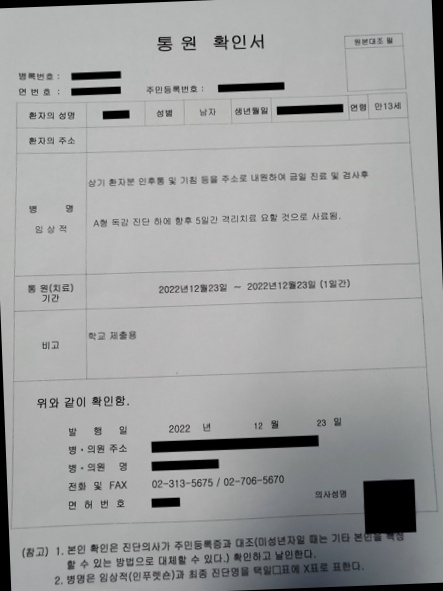 통 원 확 인 서
원본대조 필
병록번호 :
연 번 호 : 주민등록번호 :
환자의 성명 성별 남자 생년월일 연령 만13세
환자의 주소
상기 환자분 인후통 및 기침 등을 주소로 내원하여 금일 진료 및 검사후
병 명
임 상 적
A형 독감 진단 하에 향후 5일간 격리치료 요할 것으로 사료됨.
통 원(치료)
기간
2022년12월23일 - 2022년12월23일 (1일간)
비고
학교 제출용
위와 같이 확인함.
발 행 일 2022 년 12 월 23 일
병·의원 주소
병·의원 명
전화 및 FAX 02-313-5675 / 02-706-5670
면 허 번 호 의사성명
(참고) 1. 본인 확인은 진단의사가 주민등록증과 대조(미성년자일 때는 기타 본인을
할 수 있는 방법으로 대체할 수 있다.) 확인하고 날인한다.
2. 병명은 임상적(인푸렛숀)과 최종 진단명을 택일□표에 X표로 표한다.